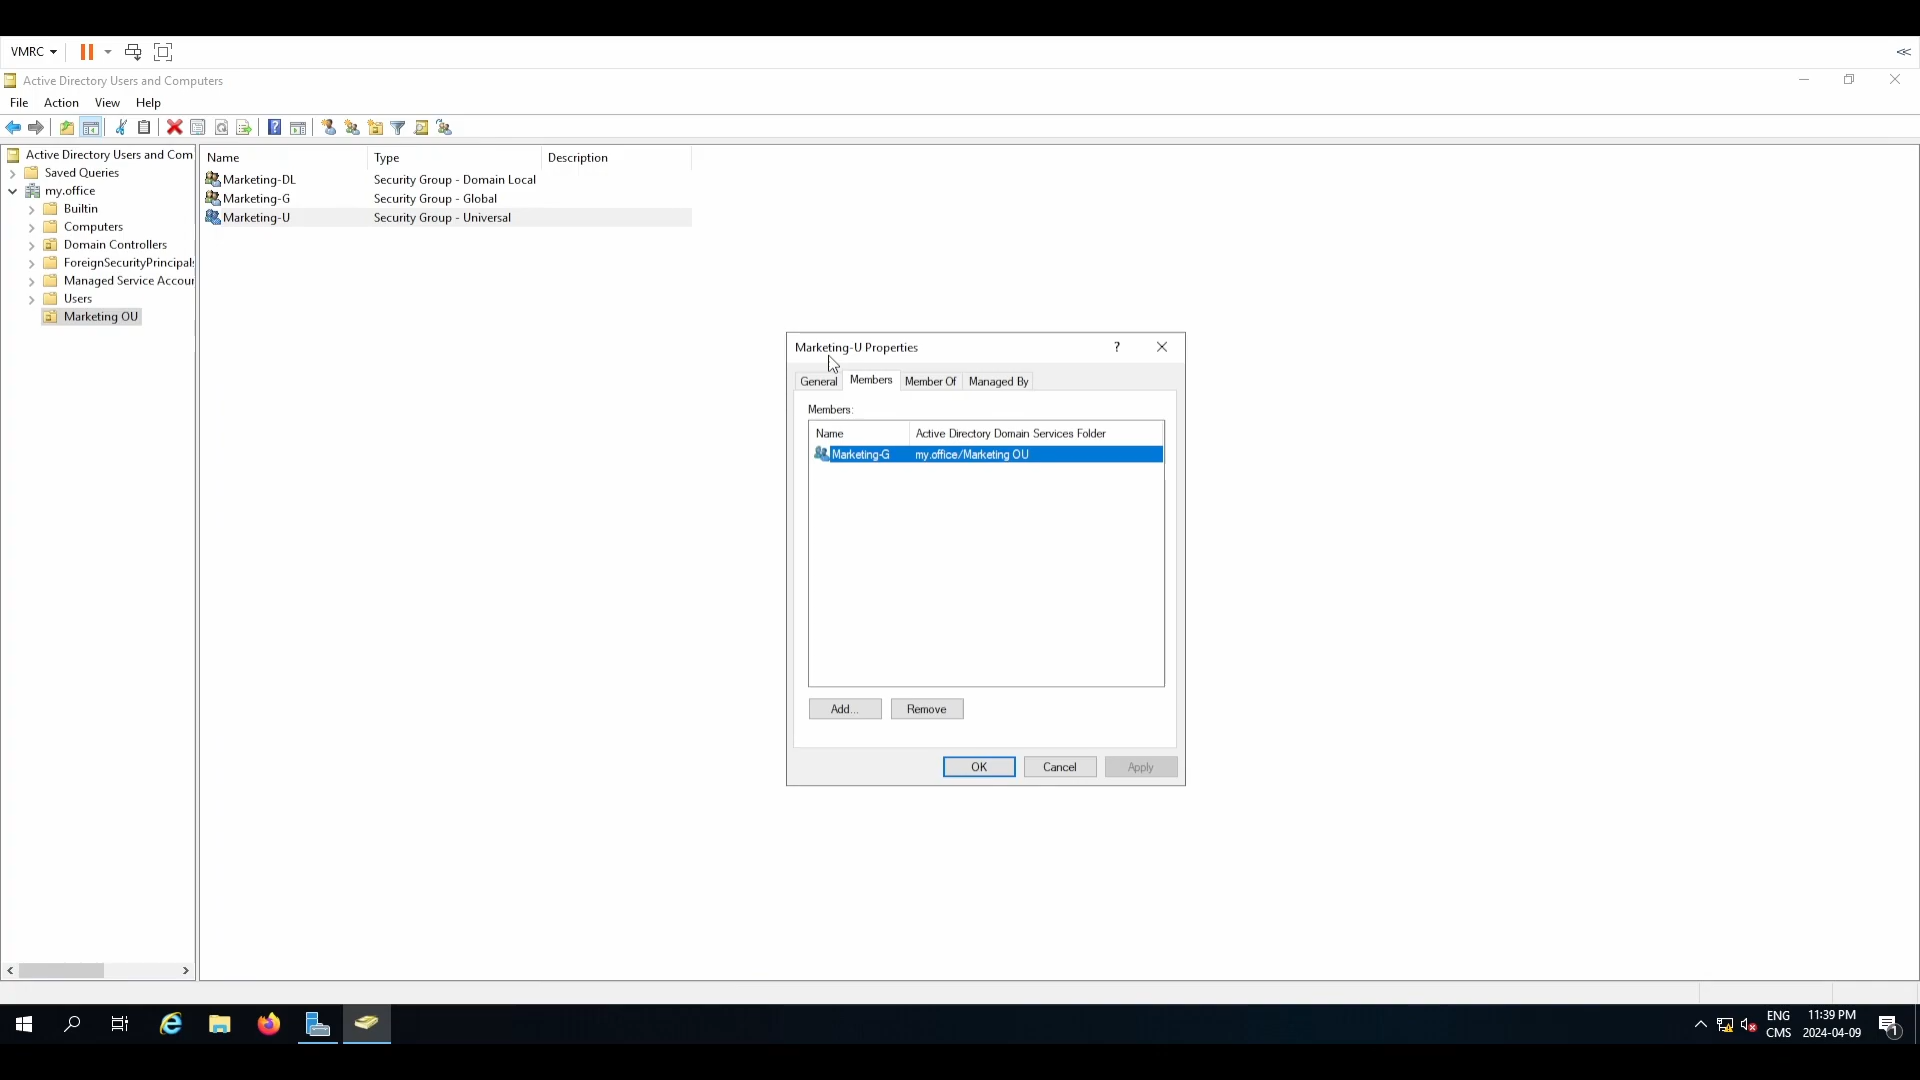 VMRC
Active Directory Users and Computers
File Action View Help
Active Directory Users and Com
Saved Queries
my.office
Builtin
Computers
Domain Controllers
ForeignSecurityPrincipals
Managed Service Accou
Users
Marketing OU
Name Type Description
Marketing-DL Security Group - Domain Local
Marketing-G Security Group - Global
Marketing-U Security Group - Universal
Marketing-U Properties
General Members Member Of Managed By
Members:
Name Active Directory Domain Services Folder
Marketing-G my.office/Marketing OU
Add... Remove
OK Cancel Apply
ENG 11:39 PM
CMS 2024-04-09
1